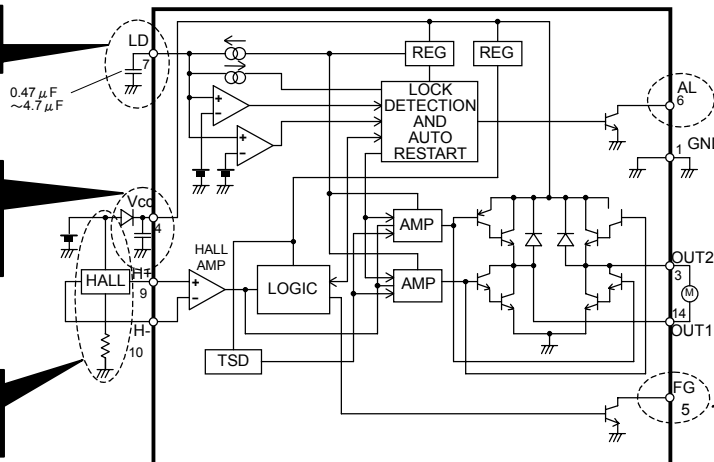 LD
7
0.47μF
～4.7μF
REG
REG
LOCK
DETECTION
AND
AUTO
RESTART
AL
6
1
GN
Vcc
4
HALL
AMP
AMP
AMP
HALL
H+
9
LOGIC
H-
10
TSD
OUT2
3
M
14
OUT1
FG
5